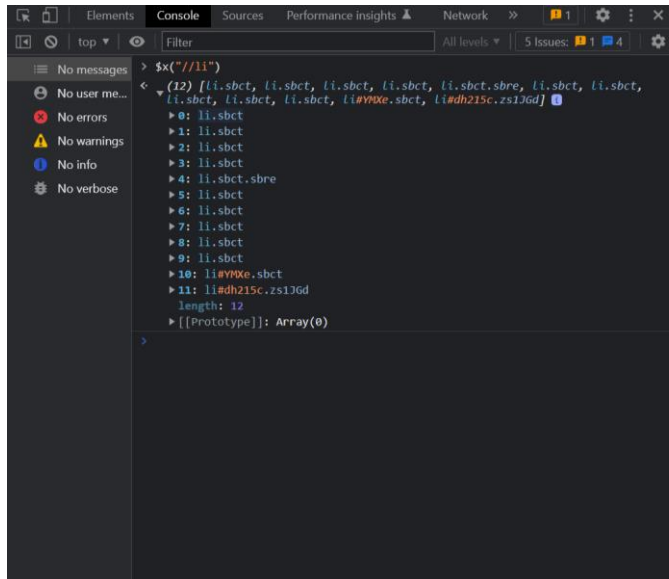 Elements Console Sources Performance insights Network » 1
top ▼ Filter All levels ▼ 5 Issues: 1 4
No messages
No user me...
No errors
No warnings
No info
No verbose
> $x("//li")
(12) [li.sbct, li.sbct, li.sbct, li.sbct, li.sbct.sbre, li.sbct, li.sbct,
li.sbct, li.sbct, li.sbct, li#YMXe.sbct, li#dh215c.zs1JGd]
▶0: li.sbct
▶1: li.sbct
▶2: li.sbct
▶3: li.sbct
▶4: li.sbct.sbre
▶5: li.sbct
▶6: li.sbct
▶7: li.sbct
▶8: li.sbct
▶9: li.sbct
▶10: li#YMXe.sbct
▶11: li#dh215c.zs1JGd
length: 12
▶[[Prototype]]: Array(0)
>